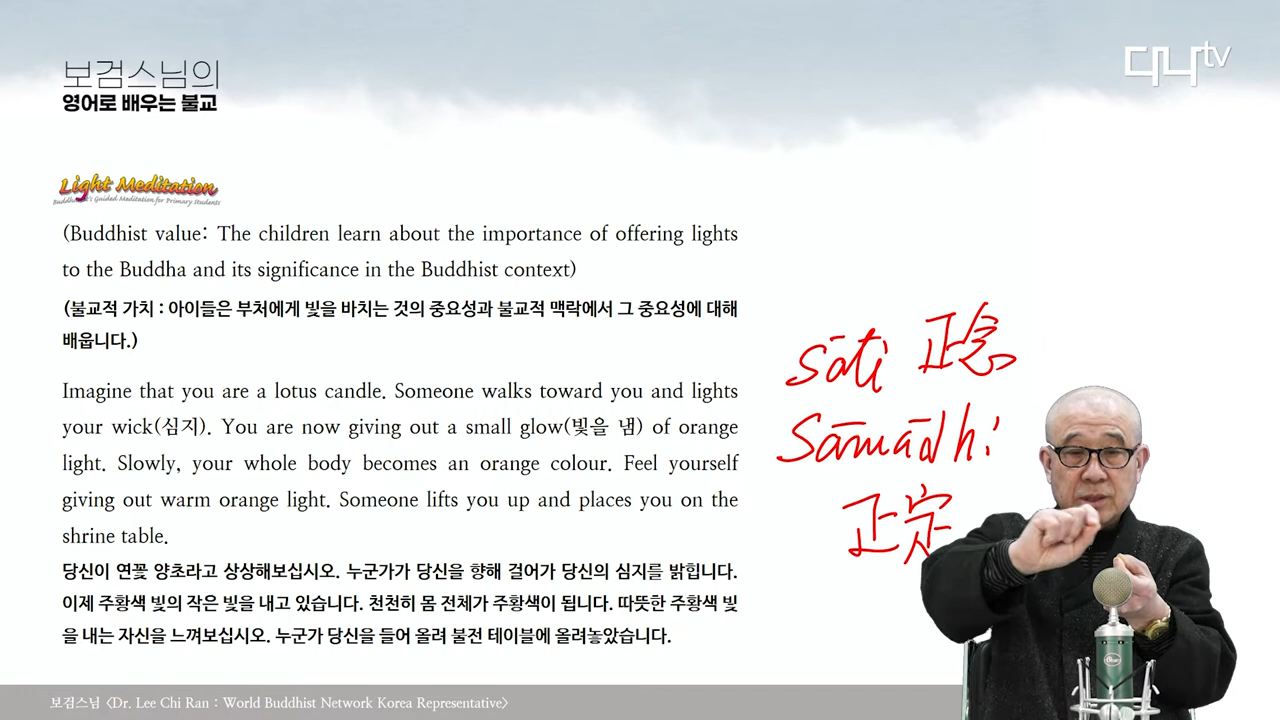 보검스님의
영어로 배우는 불교
다나tv
Light Meditation
Guided Meditation for Primary Students
(Buddhist value: The children learn about the importance of offering lights
to the Buddha and its significance in the Buddhist context)
(불교적 가치 : 아이들은 부처에게 빛을 바치는 것의 중요성과 불교적 맥락에서 그 중요성에 대해
배웁니다.)
Imagine that you are a lotus candle. Someone walks toward you and lights
your wick(심지). You are now giving out a small glow(빛을 냄) of orange
light. Slowly, your whole body becomes an orange colour. Feel yourself
giving out warm orange light. Someone lifts you up and places you on the
shrine table.
당신이 연꽃 양초라고 상상해보십시오. 누군가가 당신을 향해 걸어가 당신의 심지를 밝힙니다.
이제 주황색 빛의 작은 빛을 내고 있습니다. 천천히 몸 전체가 주황색이 됩니다. 따뜻한 주황색 빛
을 내는 자신을 느껴보십시오. 누군가 당신을 들어 올려 불전 테이블에 올려놓았습니다.
Sāti 正念
Sāmādhi
正定
Blue
보검스님 <Dr. Lee Chi Ran : World Buddhist Network Korea Representative>